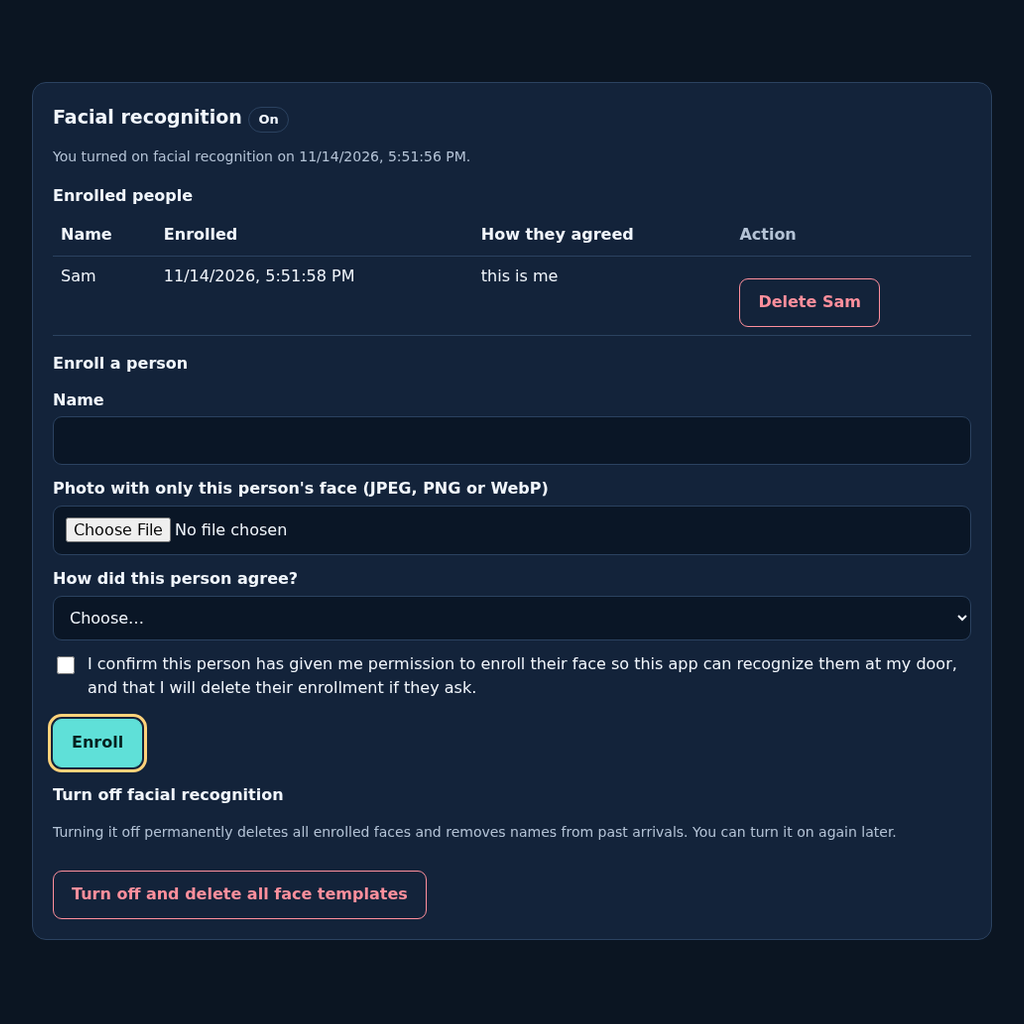 Facial recognition On
You turned on facial recognition on 11/14/2026, 5:51:56 PM.
Enrolled people
Name Enrolled How they agreed Action
Sam 11/14/2026, 5:51:58 PM this is me Delete Sam
Enroll a person
Name
Photo with only this person's face (JPEG, PNG or WebP)
Choose File No file chosen
How did this person agree?
Choose...
I confirm this person has given me permission to enroll their face so this app can recognize them at my door,
and that I will delete their enrollment if they ask.
Enroll
Turn off facial recognition
Turning it off permanently deletes all enrolled faces and removes names from past arrivals. You can turn it on again later.
Turn off and delete all face templates